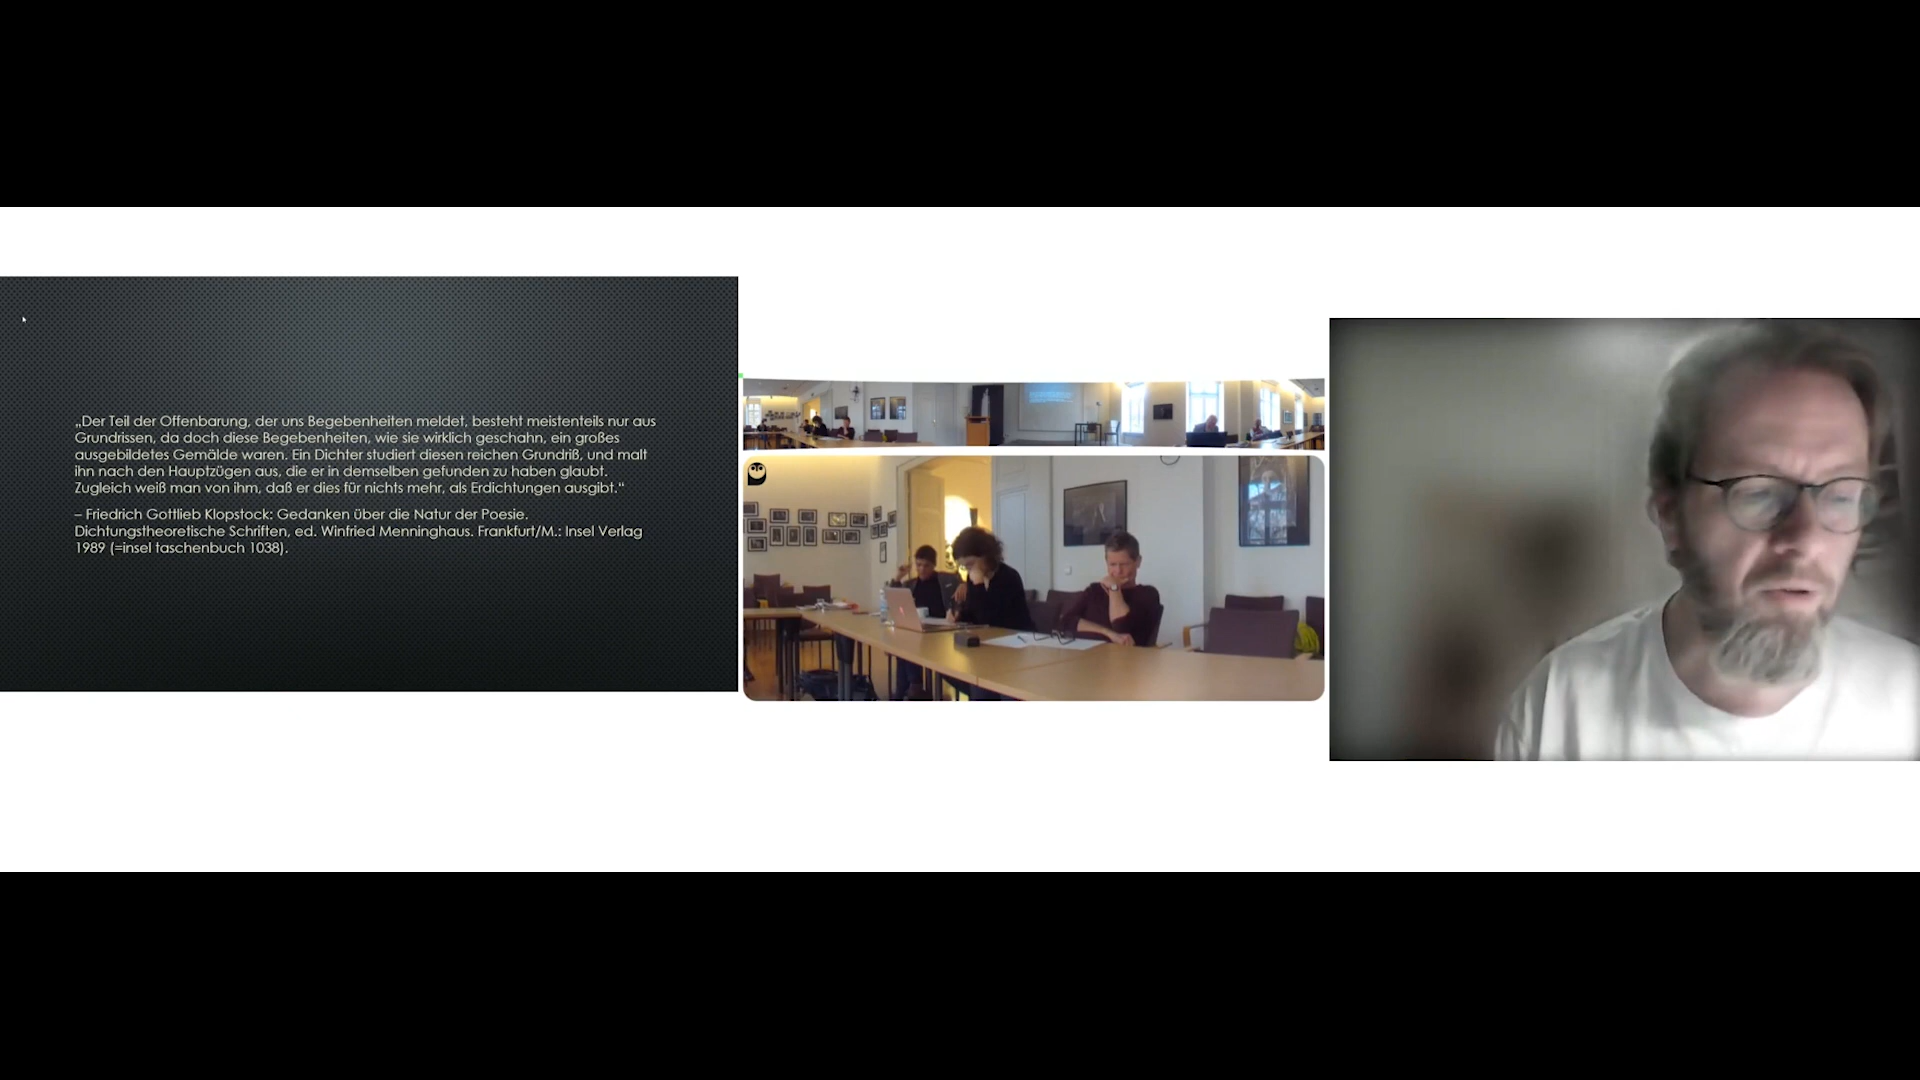 „Der Teil der Offenbarung, der uns Begebenheiten meldet, besteht meistenteils nur aus
Grundrissen, da doch diese Begebenheiten, wie sie wirklich geschahn, ein großes
ausgebildetes Gemälde waren. Ein Dichter studiert diesen reichen Grundriß, und malt
ihn nach den Hauptzügen aus, die er in demselben gefunden zu haben glaubt.
Zugleich weiß man von ihm, daß er dies für nichts mehr, als Erdichtungen ausgibt.“
– Friedrich Gottlieb Klopstock: Gedanken über die Natur der Poesie.
Dichtungstheoretische Schriften, ed. Winfried Menninghaus. Frankfurt/M.: Insel Verlag
1989 (=insel taschenbuch 1038).